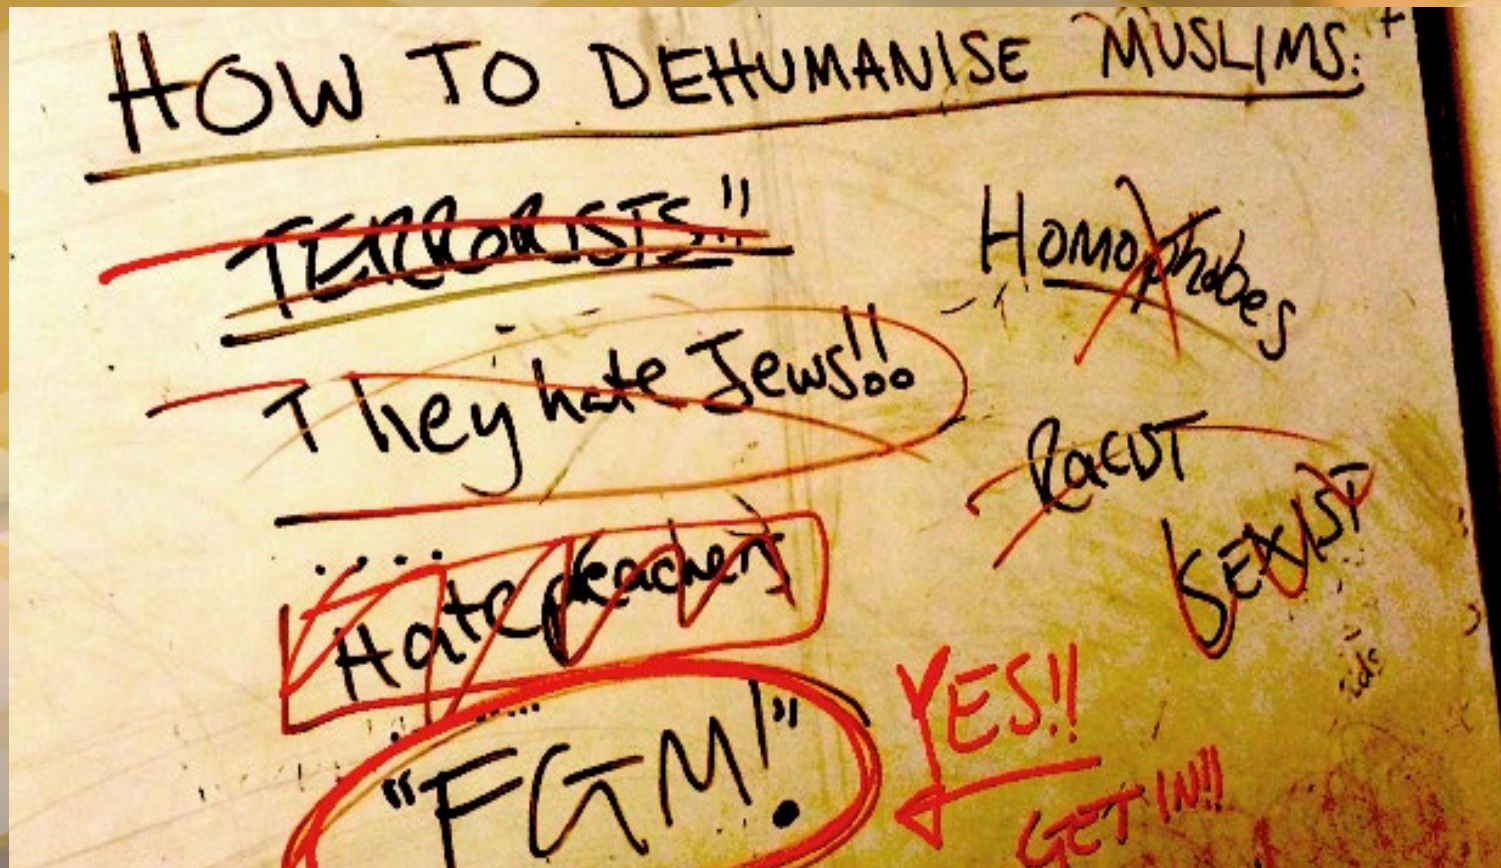 HOW TO DEHUMANISE MUSLIMS:
TERRORISTS"
Homophobes
They hate Jews!!
RACIST
SEXIST
Hate preachers
"FGM!"
YES!!
GET IN!!